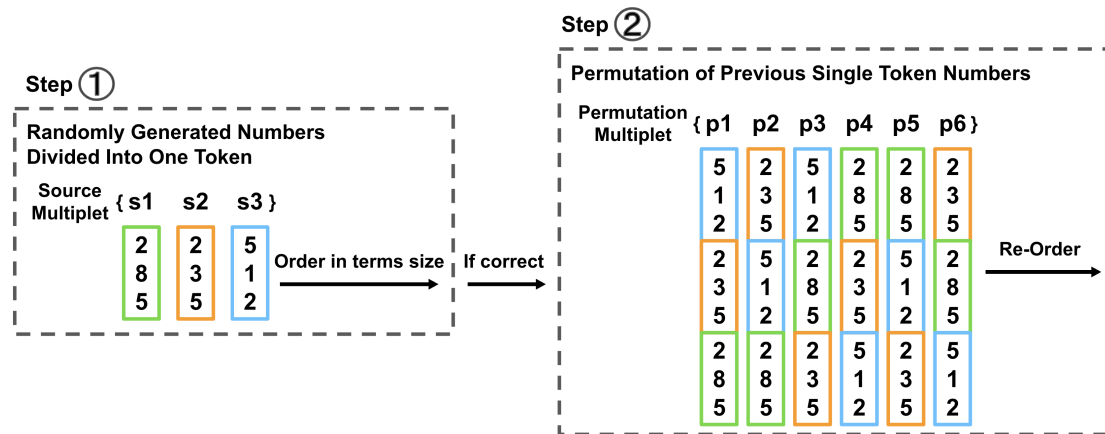 Step ①
Randomly Generated Numbers
Divided Into One Token
Source
Multiplet
{ s1 s2 s3 }
2 2 5
8 3 1
5 5 2
Order in terms size
If correct
Step ②
Permutation of Previous Single Token Numbers
Permutation
Multiplet
{ p1 p2 p3 p4 p5 p6 }
5 2 5 2 2 2
1 3 1 8 8 3
2 5 2 5 5 5
2 5 2 2 5 2
3 1 8 3 1 8
5 2 5 5 2 5
2 2 2 5 2 5
8 8 3 1 3 1
5 5 5 2 5 2
Re-Order